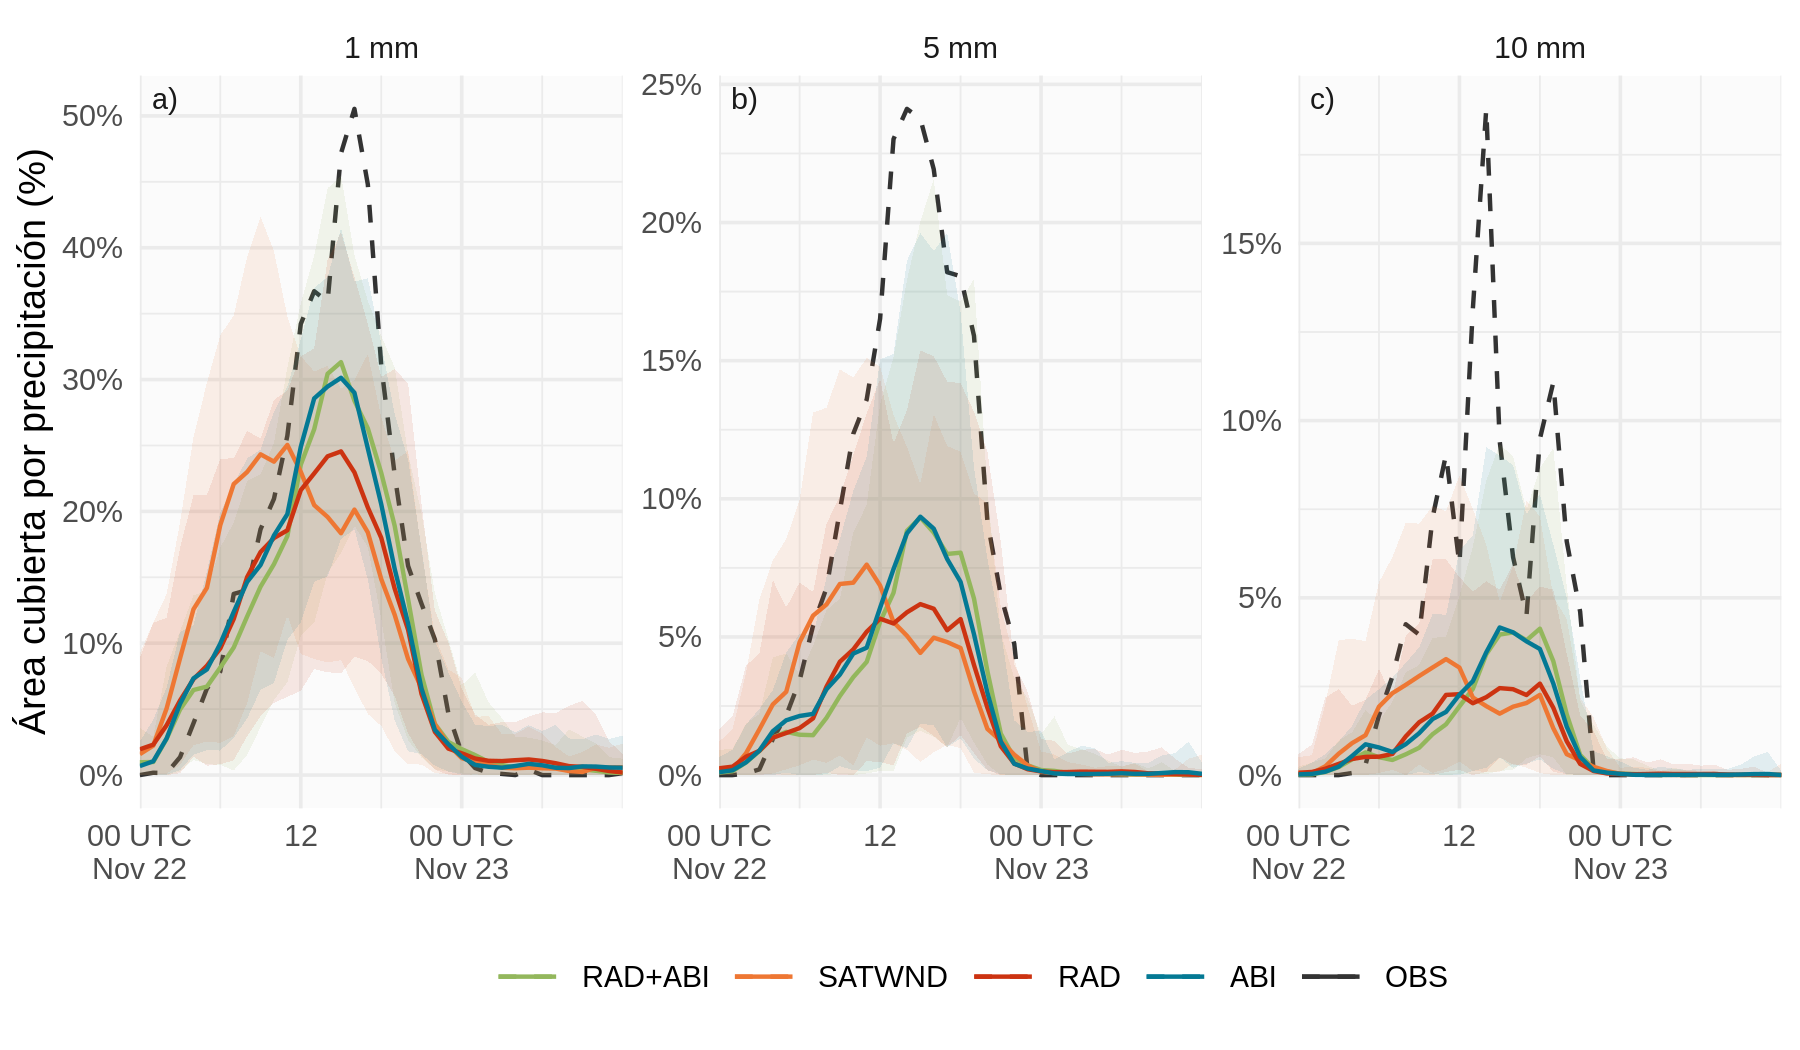 1 mm
5 mm
10 mm
a)
b)
c)
Área cubierta por precipitación (%)
50%
40%
30%
20%
10%
0%
25%
20%
15%
10%
5%
0%
15%
10%
5%
0%
00 UTC
Nov 22
12
00 UTC
Nov 23
00 UTC
Nov 22
12
00 UTC
Nov 23
00 UTC
Nov 22
12
00 UTC
Nov 23
RAD+ABI
SATWND
RAD
ABI
OBS